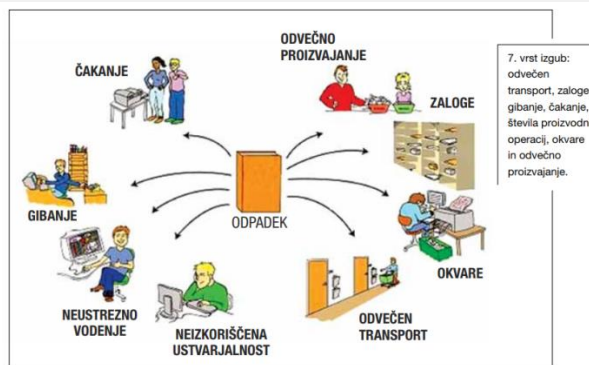 ODVEČNO
PROIZVAJANJE
ČAKANJE
ZALOGE
GIBANJE
ODPADEK
OKVARE
NEUSTREZNO
VODENJE
NEIZKORIŠČENA
USTVARJALNOST
ODVEČEN
TRANSPORT
7. vrst izgub:
odvečen
transport, zaloge
gibanje, čakanje,
števila proizvodn
operacij, okvare
in odvečno
proizvajanje.